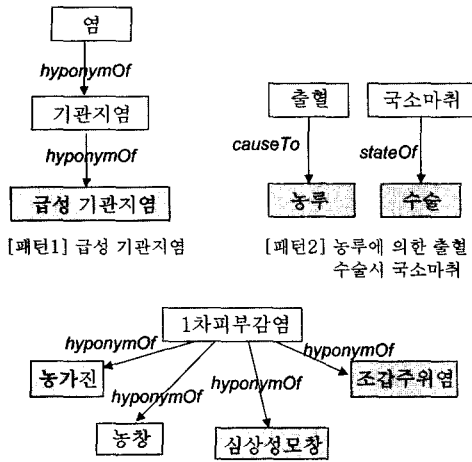 염
hyponymOf
기관지염
hyponymOf
급성 기관지염
[패턴1] 급성 기관지염
출혈 국소마취
causeTo stateOf
농루 수술
[패턴2] 농루에 의한 출혈
수술시 국소마취
1차피부감염
hyponymOf hyponymOf
농가진 조갑주위염
hyponymOf hyponymOf
농창 심상성모창